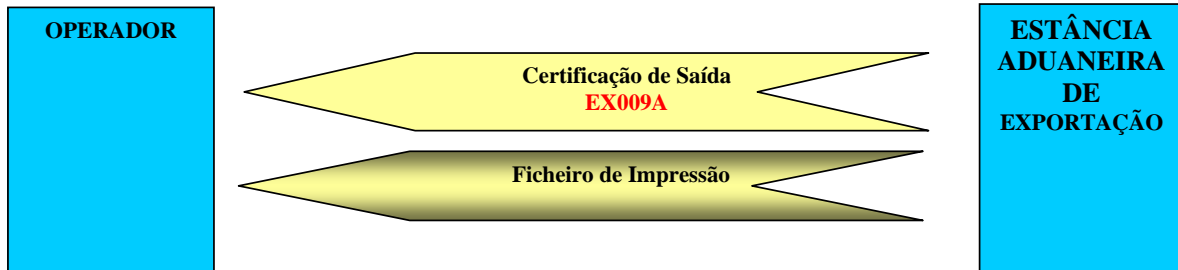 OPERADOR
Certificação de Saída
EX009A
Ficheiro de Impressão
ESTÂNCIA
ADUANEIRA
DE
EXPORTAÇÃO